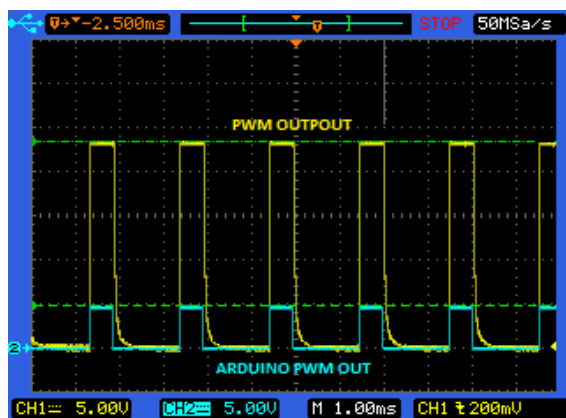 -2.500ms STOP 50MSa/s
PWM OUTPOUT
2
ARDUINO PWM OUT
CH1 5.00V CH2 5.00V M 1.00ms CH1 200mV